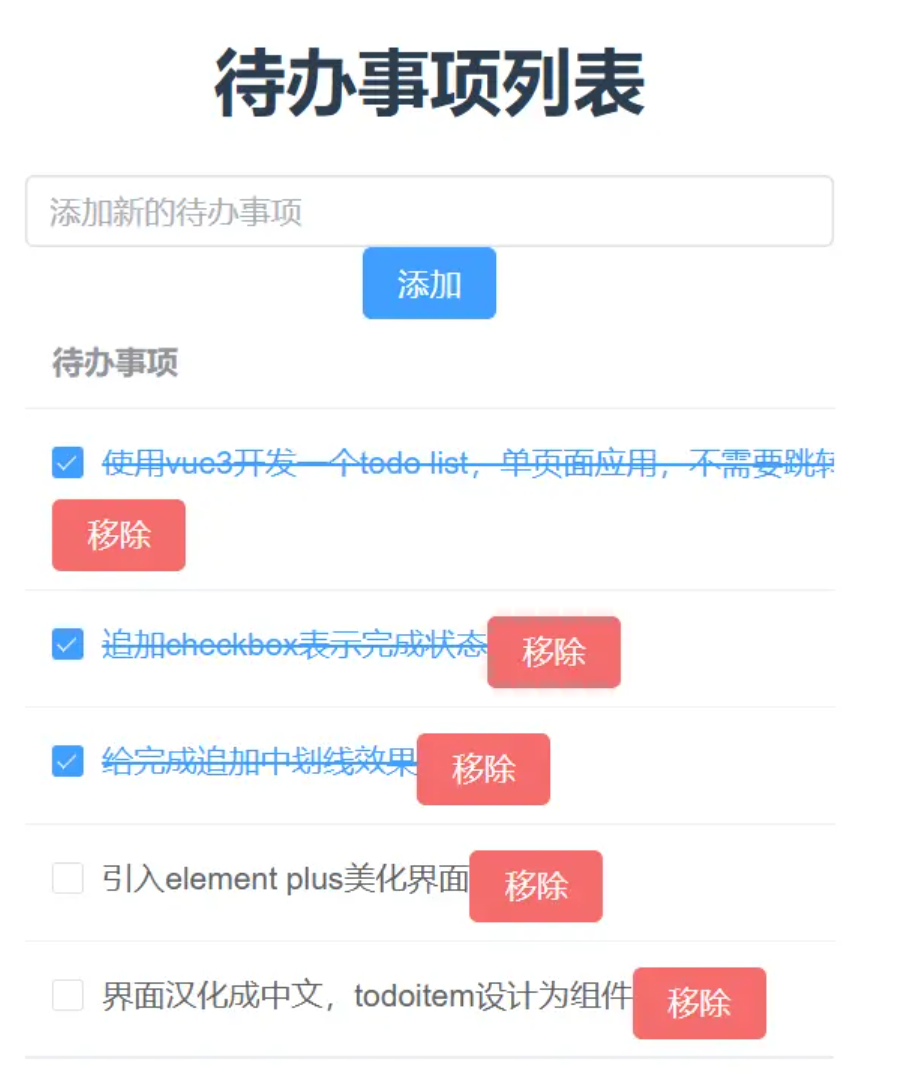 待办事项列表
添加新的待办事项
添加
待办事项
使用vue3开发一个todo list，单页面应用，不需要跳转
移除
追加checkbox表示完成状态 移除
给完成追加中划线效果 移除
引入element plus美化界面 移除
界面汉化成中文，todoitem设计为组件 移除